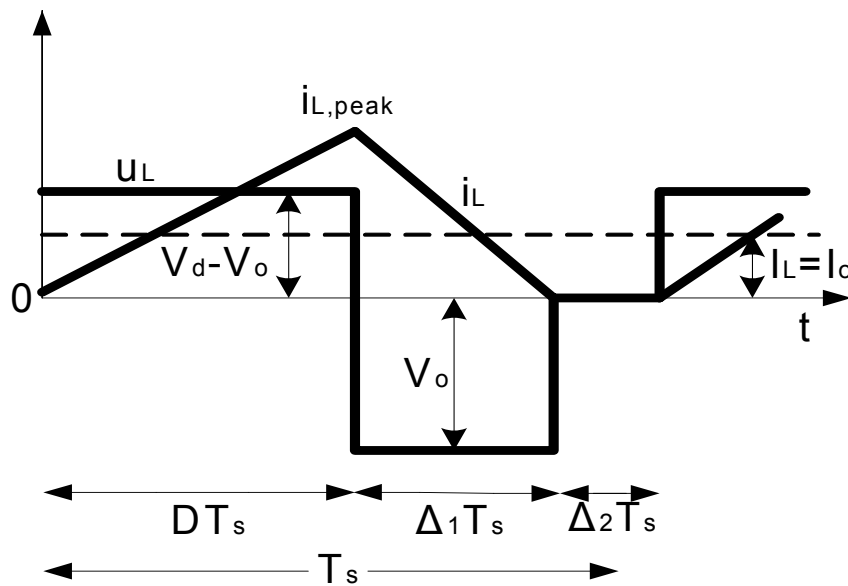 iL,peak
uL
iL
Vd-Vo
IL=Io
0
t
Vo
DTs
Δ1Ts
Δ2Ts
Ts